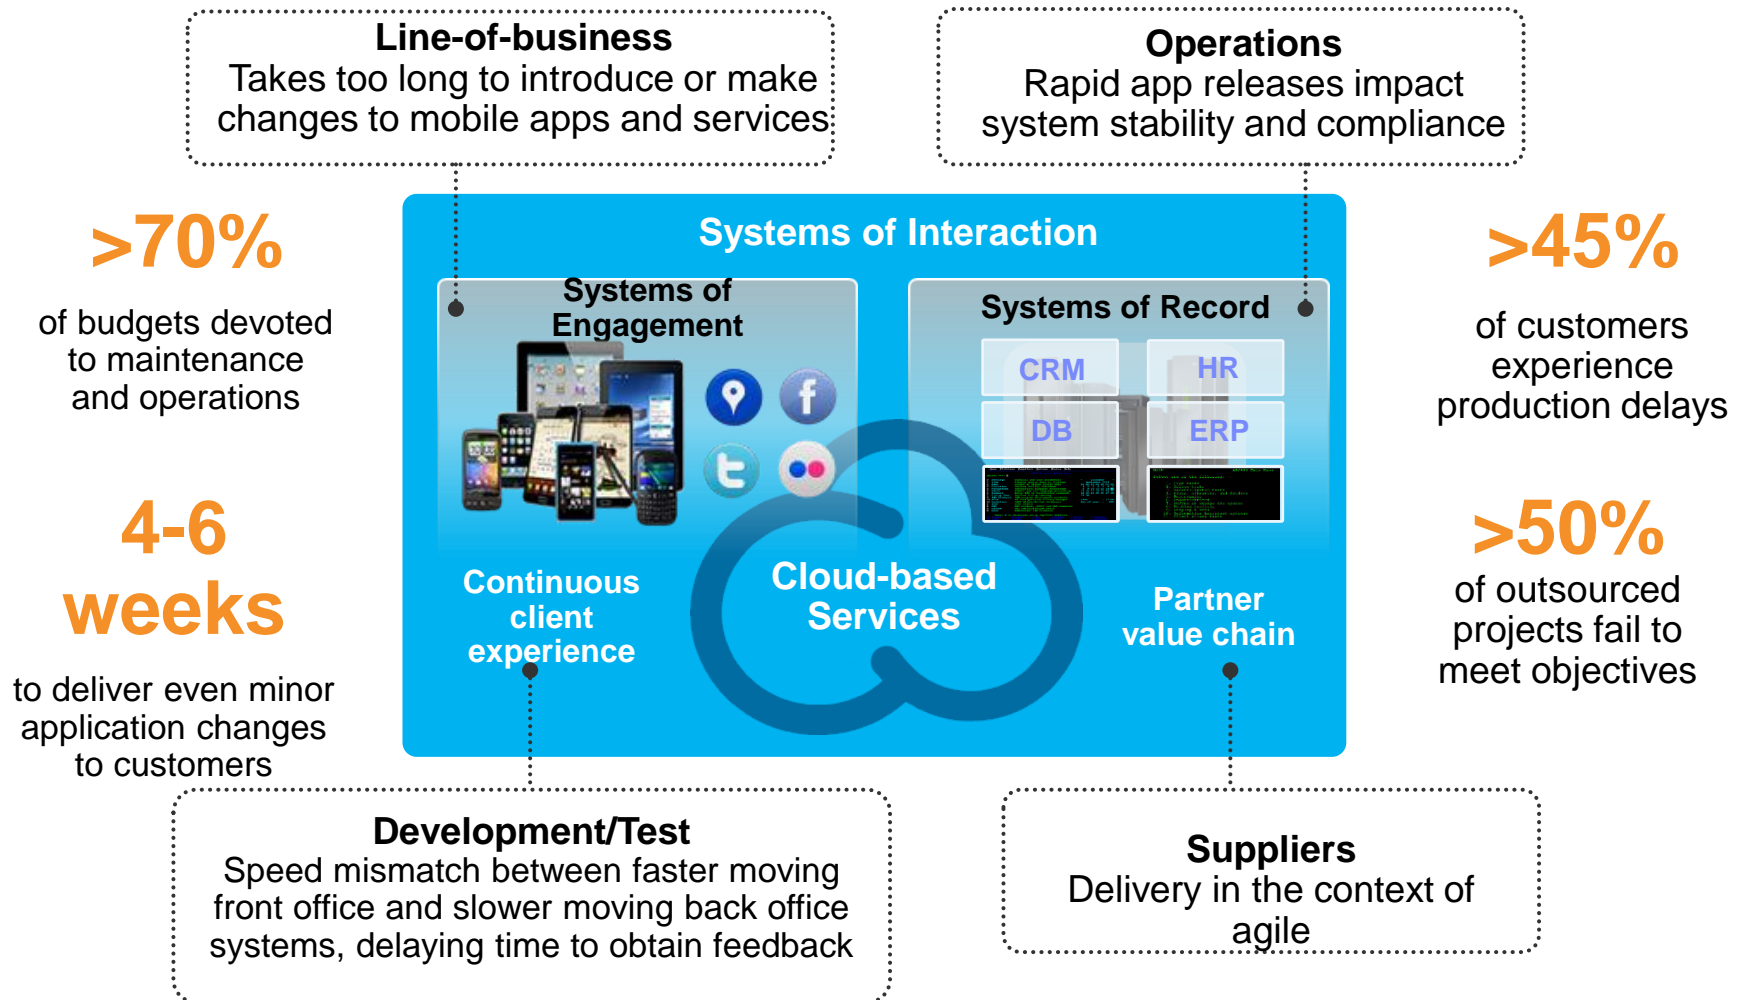 Line-of-business
Takes too long to introduce or make
changes to mobile apps and services
Operations
Rapid app releases impact
system stability and compliance
>70%
of budgets devoted
to maintenance
and operations
4-6
weeks
to deliver even minor
application changes
to customers
Systems of Interaction
Systems of
Engagement
f
t
Systems of Record
CRM
HR
DB
ERP
Continuous
client
experience
Cloud-based
Services
Partner
value chain
>45%
of customers
experience
production delays
>50%
of outsourced
projects fail to
meet objectives
Development/Test
Speed mismatch between faster moving
front office and slower moving back office
systems, delaying time to obtain feedback
Suppliers
Delivery in the context of
agile